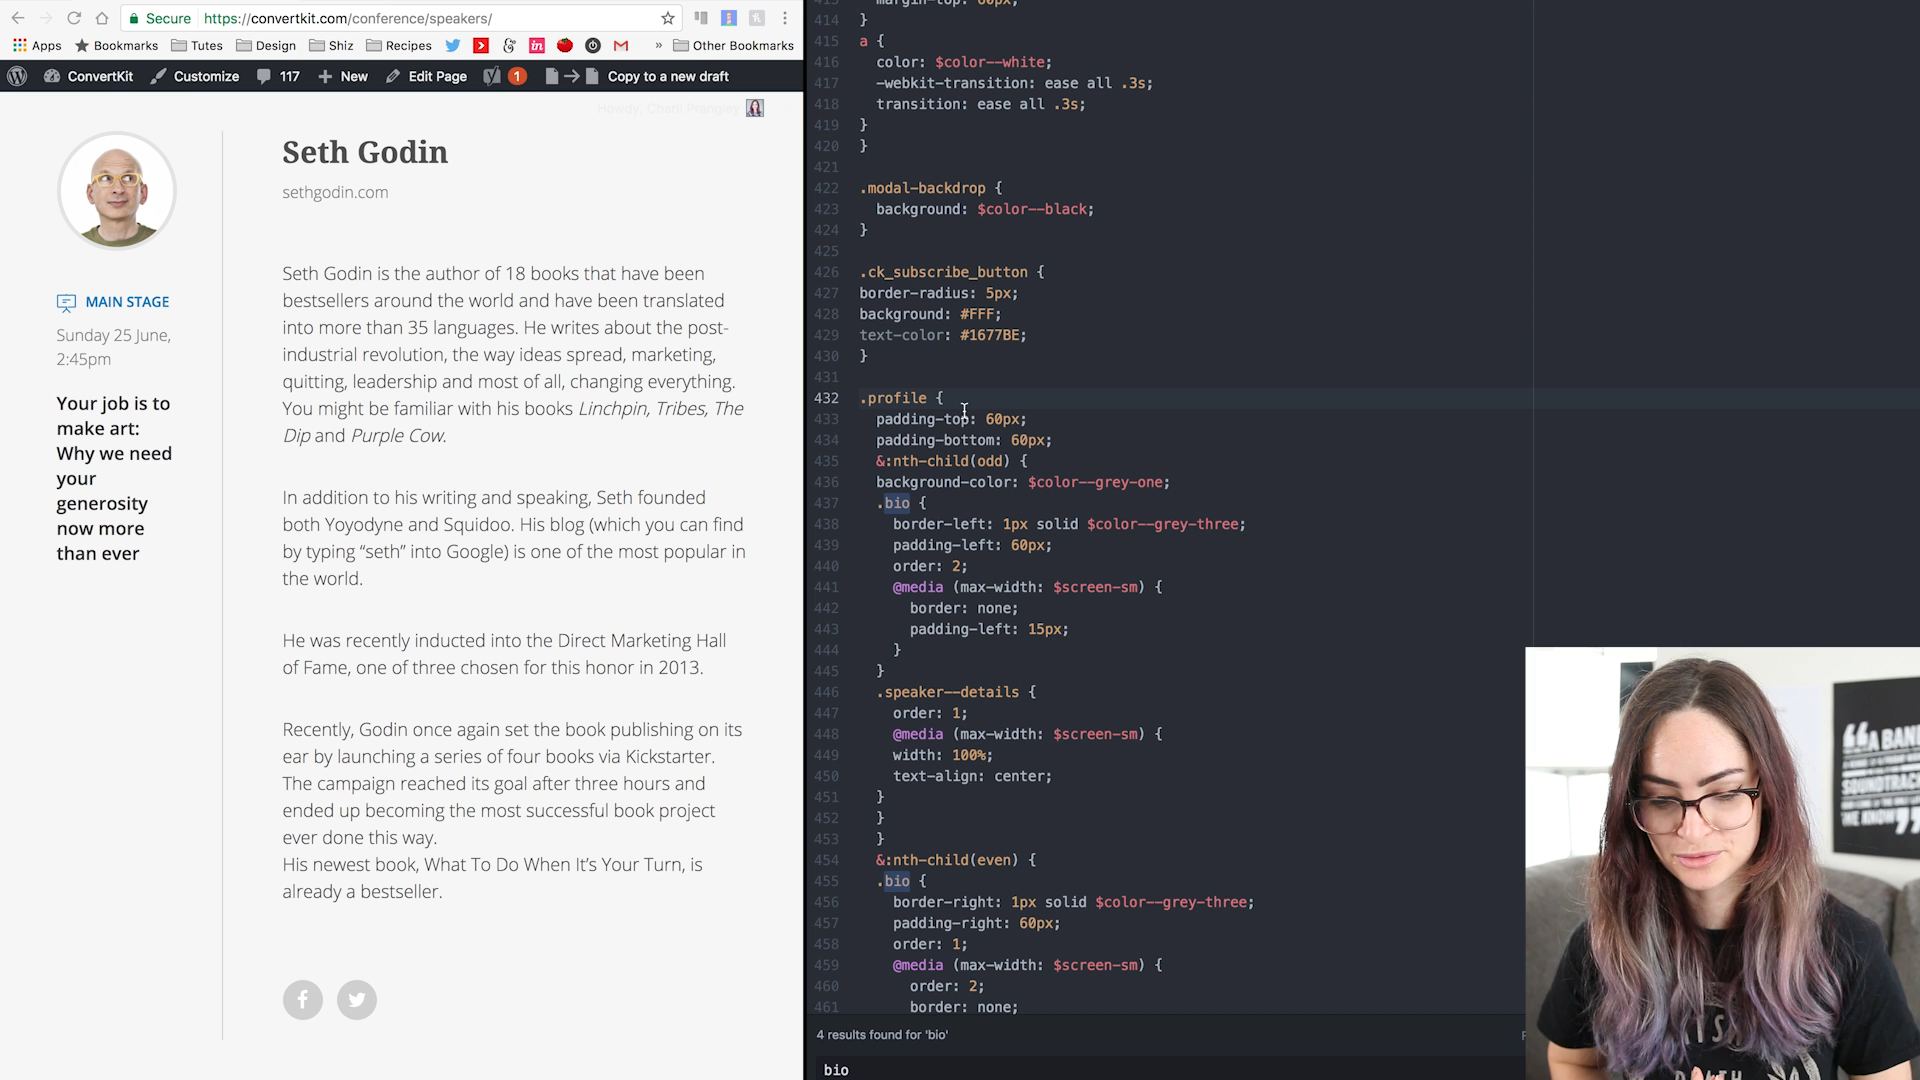 Secure https://convertkit.com/conference/speakers/
Apps Bookmarks Tutes Design Shiz Recipes in » Other Bookmarks
ConvertKit Customize 117 New Edit Page 1 Copy to a new draft
Howdy, Charli Prangley
Seth Godin
sethgodin.com
MAIN STAGE
Sunday 25 June,
2:45pm
Your job is to
make art:
Why we need
your
generosity
now more
than ever
Seth Godin is the author of 18 books that have been
bestsellers around the world and have been translated
into more than 35 languages. He writes about the post-
industrial revolution, the way ideas spread, marketing,
quitting, leadership and most of all, changing everything.
You might be familiar with his books Linchpin, Tribes, The
Dip and Purple Cow.
In addition to his writing and speaking, Seth founded
both Yoyodyne and Squidoo. His blog (which you can find
by typing “seth” into Google) is one of the most popular in
the world.
He was recently inducted into the Direct Marketing Hall
of Fame, one of three chosen for this honor in 2013.
Recently, Godin once again set the book publishing on its
ear by launching a series of four books via Kickstarter.
The campaign reached its goal after three hours and
ended up becoming the most successful book project
ever done this way.
His newest book, What To Do When It’s Your Turn, is
already a bestseller.
413 margin-top: 60px;
414 }
415 a {
416 color: $color--white;
417 -webkit-transition: ease all .3s;
418 transition: ease all .3s;
419 }
420 }
421
422 .modal-backdrop {
423 background: $color--black;
424 }
425
426 .ck_subscribe_button {
427 border-radius: 5px;
428 background: #FFF;
429 text-color: #1677BE;
430 }
431
432 .profile {
433 padding-top: 60px;
434 padding-bottom: 60px;
435 &:nth-child(odd) {
436 background-color: $color--grey-one;
437 .bio {
438 border-left: 1px solid $color--grey-three;
439 padding-left: 60px;
440 order: 2;
441 @media (max-width: $screen-sm) {
442 border: none;
443 padding-left: 15px;
444 }
445 }
446 .speaker--details {
447 order: 1;
448 @media (max-width: $screen-sm) {
449 width: 100%;
450 text-align: center;
451 }
452 }
453 }
454 &:nth-child(even) {
455 .bio {
456 border-right: 1px solid $color--grey-three;
457 padding-right: 60px;
458 order: 1;
459 @media (max-width: $screen-sm) {
460 order: 2;
461 border: none;
4 results found for 'bio'
bio
“A BAN
SOUNDTRAC
WE KNOW”